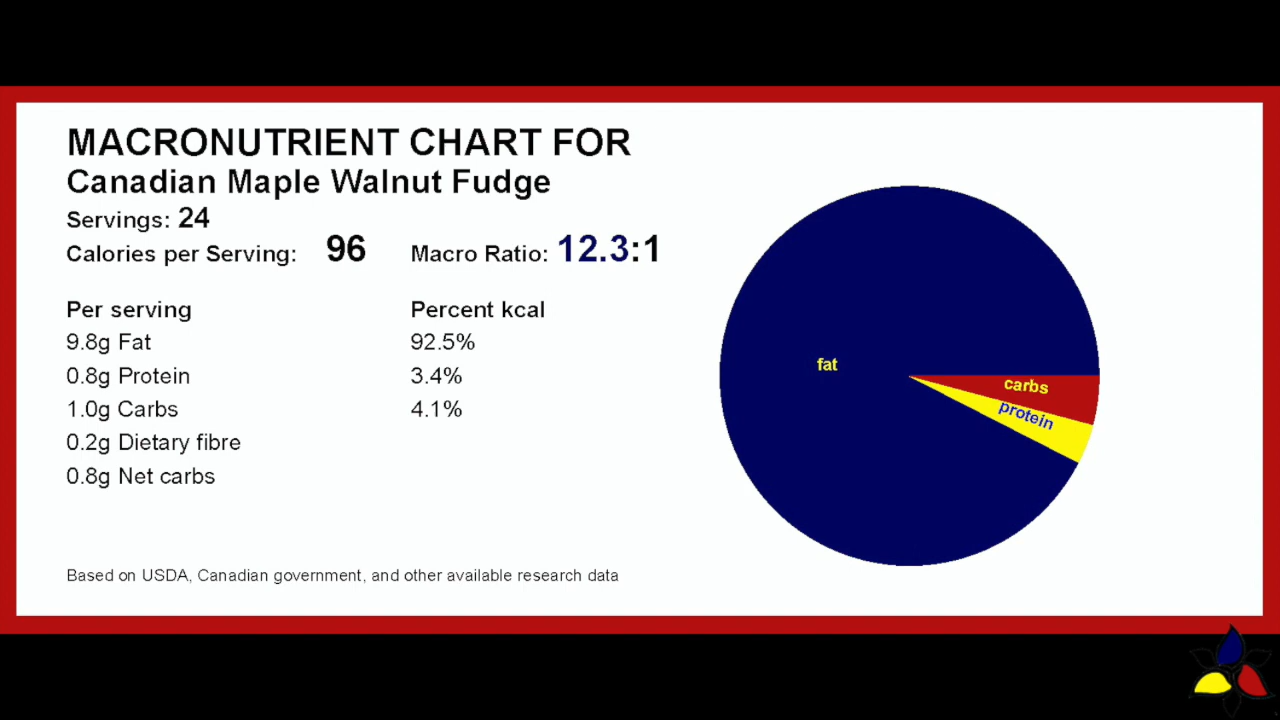 MACRONUTRIENT CHART FOR
Canadian Maple Walnut Fudge
Servings: 24
Calories per Serving: 96 Macro Ratio: 12.3:1
Per serving Percent kcal
9.8g Fat 92.5%
0.8g Protein 3.4%
1.0g Carbs 4.1%
0.2g Dietary fibre
0.8g Net carbs
Based on USDA, Canadian government, and other available research data
fat
carbs
protein